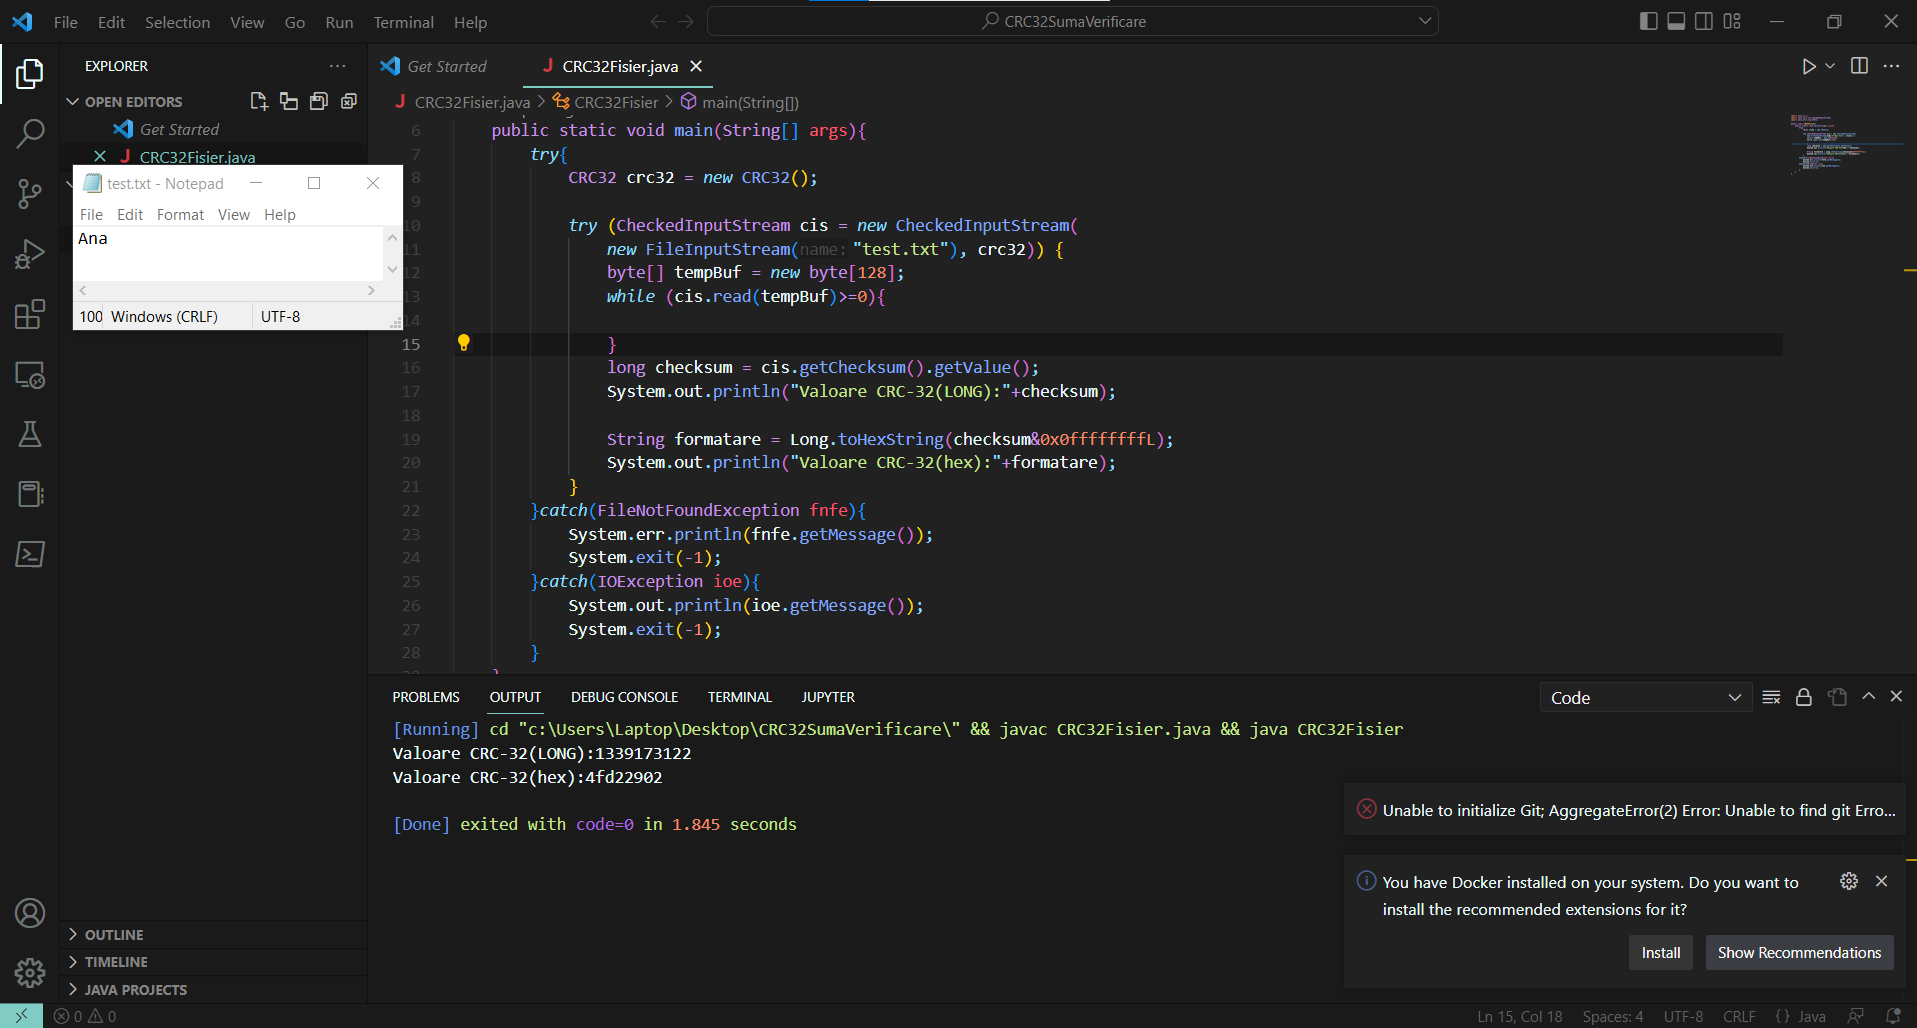 File Edit Selection View Go Run Terminal Help
CRC32SumaVerificare
EXPLORER
OPEN EDITORS
Get Started
CRC32Fisier.java
test.txt - Notepad
File Edit Format View Help
Ana
100 Windows (CRLF) UTF-8
OUTLINE
TIMELINE
JAVA PROJECTS
Get Started CRC32Fisier.java
CRC32Fisier.java > CRC32Fisier > main(String[])
6 public static void main(String[] args){
7 try{
8 CRC32 crc32 = new CRC32();
9
10 try (CheckedInputStream cis = new CheckedInputStream(
11 new FileInputStream(name: "test.txt"), crc32)) {
12 byte[] tempBuf = new byte[128];
13 while (cis.read(tempBuf)>=0){
14
15 }
16 long checksum = cis.getChecksum().getValue();
17 System.out.println("Valoare CRC-32(LONG):"+checksum);
18
19 String formatare = Long.toHexString(checksum&0x0ffffffffL);
20 System.out.println("Valoare CRC-32(hex):"+formatare);
21 }
22 }catch(FileNotFoundException fnfe){
23 System.err.println(fnfe.getMessage());
24 System.exit(-1);
25 }catch(IOException ioe){
26 System.out.println(ioe.getMessage());
27 System.exit(-1);
28 }
PROBLEMS OUTPUT DEBUG CONSOLE TERMINAL JUPYTER
Code
[Running] cd "c:\Users\Laptop\Desktop\CRC32SumaVerificare\" && javac CRC32Fisier.java && java CRC32Fisier
Valoare CRC-32(LONG):1339173122
Valoare CRC-32(hex):4fd22902
[Done] exited with code=0 in 1.845 seconds
Unable to initialize Git; AggregateError(2) Error: Unable to find git Erro...
You have Docker installed on your system. Do you want to
install the recommended extensions for it?
Install Show Recommendations
0 0
Ln 15, Col 18 Spaces: 4 UTF-8 CRLF {} Java